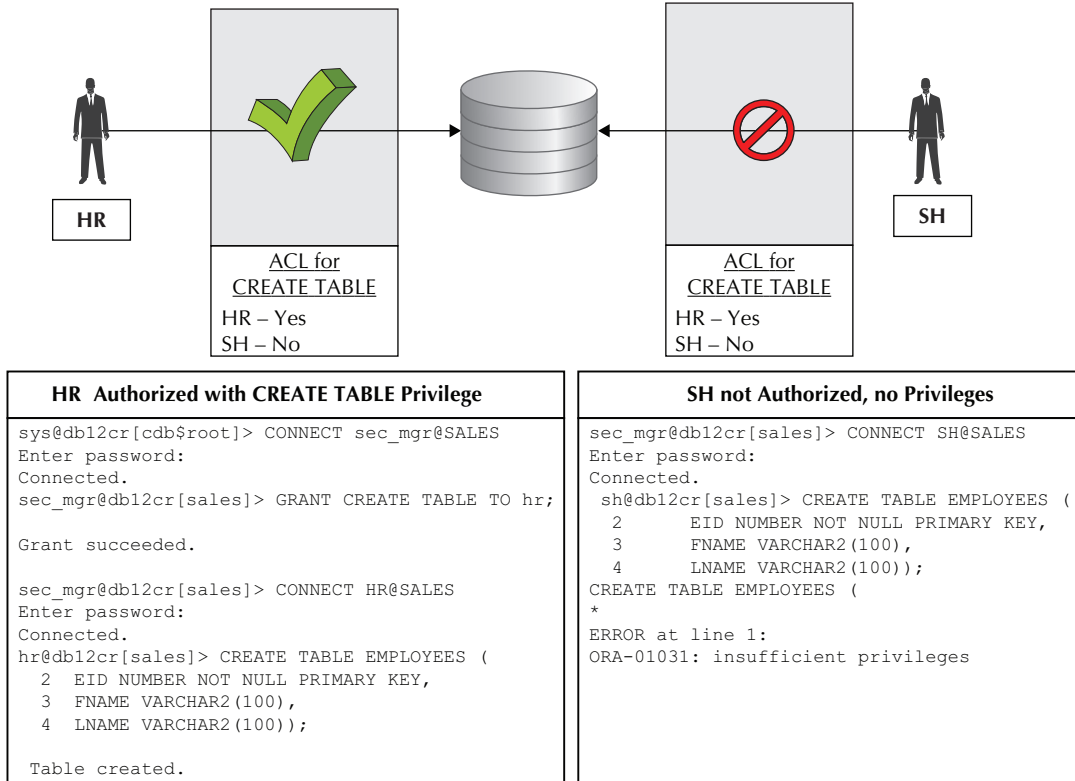 HR
SH
ACL for
CREATE TABLE
HR – Yes
SH – No
ACL for
CREATE TABLE
HR – Yes
SH – No
HR Authorized with CREATE TABLE Privilege
sys@db12cr[cdb$root]> CONNECT sec_mgr@SALES
Enter password:
Connected.
sec_mgr@db12cr[sales]> GRANT CREATE TABLE TO hr;
Grant succeeded.
sec_mgr@db12cr[sales]> CONNECT HR@SALES
Enter password:
Connected.
hr@db12cr[sales]> CREATE TABLE EMPLOYEES (
2 EID NUMBER NOT NULL PRIMARY KEY,
3 FNAME VARCHAR2(100),
4 LNAME VARCHAR2(100));
Table created.
SH not Authorized, no Privileges
sec_mgr@db12cr[sales]> CONNECT SH@SALES
Enter password:
Connected.
sh@db12cr[sales]> CREATE TABLE EMPLOYEES (
2 EID NUMBER NOT NULL PRIMARY KEY,
3 FNAME VARCHAR2(100),
4 LNAME VARCHAR2(100));
CREATE TABLE EMPLOYEES (
*
ERROR at line 1:
ORA-01031: insufficient privileges